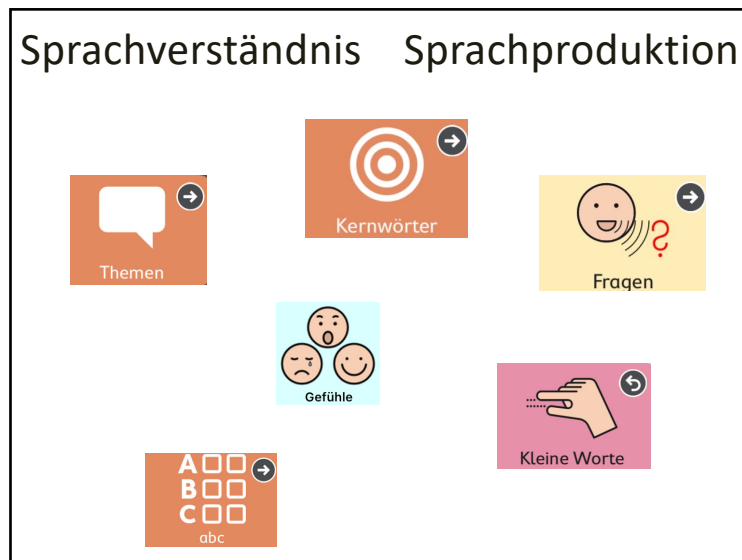 Sprachverständnis Sprachproduktion
Kernwörter
Themen
?
Fragen
Gefühle
Kleine Worte
A
B
C
abc